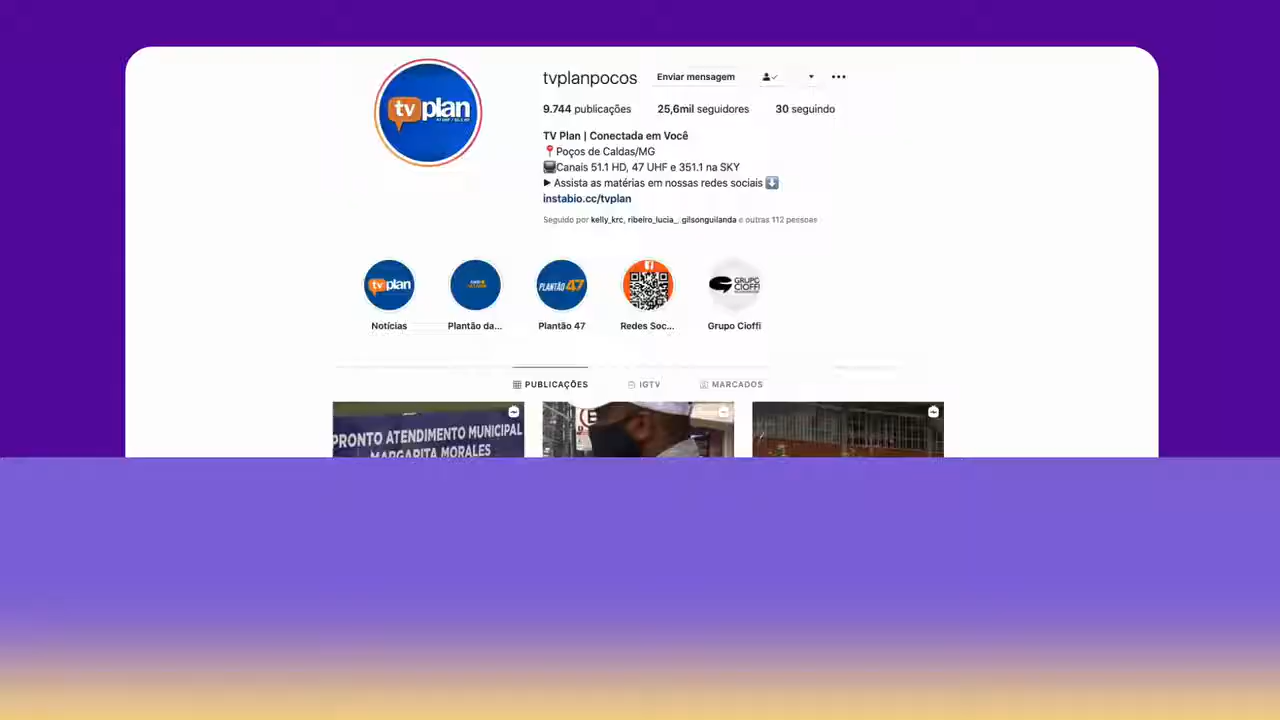 tvplan
tvplanpocos
Enviar mensagem
9.744 publicações
25,6mil seguidores
30 seguindo
TV Plan | Conectada em Você
📍Poços de Caldas/MG
Canais 51.1 HD, 47 UHF e 351.1 na SKY
▶ Assista as matérias em nossas redes sociais ⬇️
instabio.cc/tvplan
Seguido por kelly_krc, ribeiro_lucia_, gilsonguilanda e outras 112 pessoas
tvplan
PLANTÃO 47
GRUPO
CIOFFI
Notícias
Plantão da...
Plantão 47
Redes Soc...
Grupo Cioffi
PUBLICAÇÕES
IGTV
MARCADOS
PRONTO ATENDIMENTO MUNICIPAL
MARGARITA MORALES